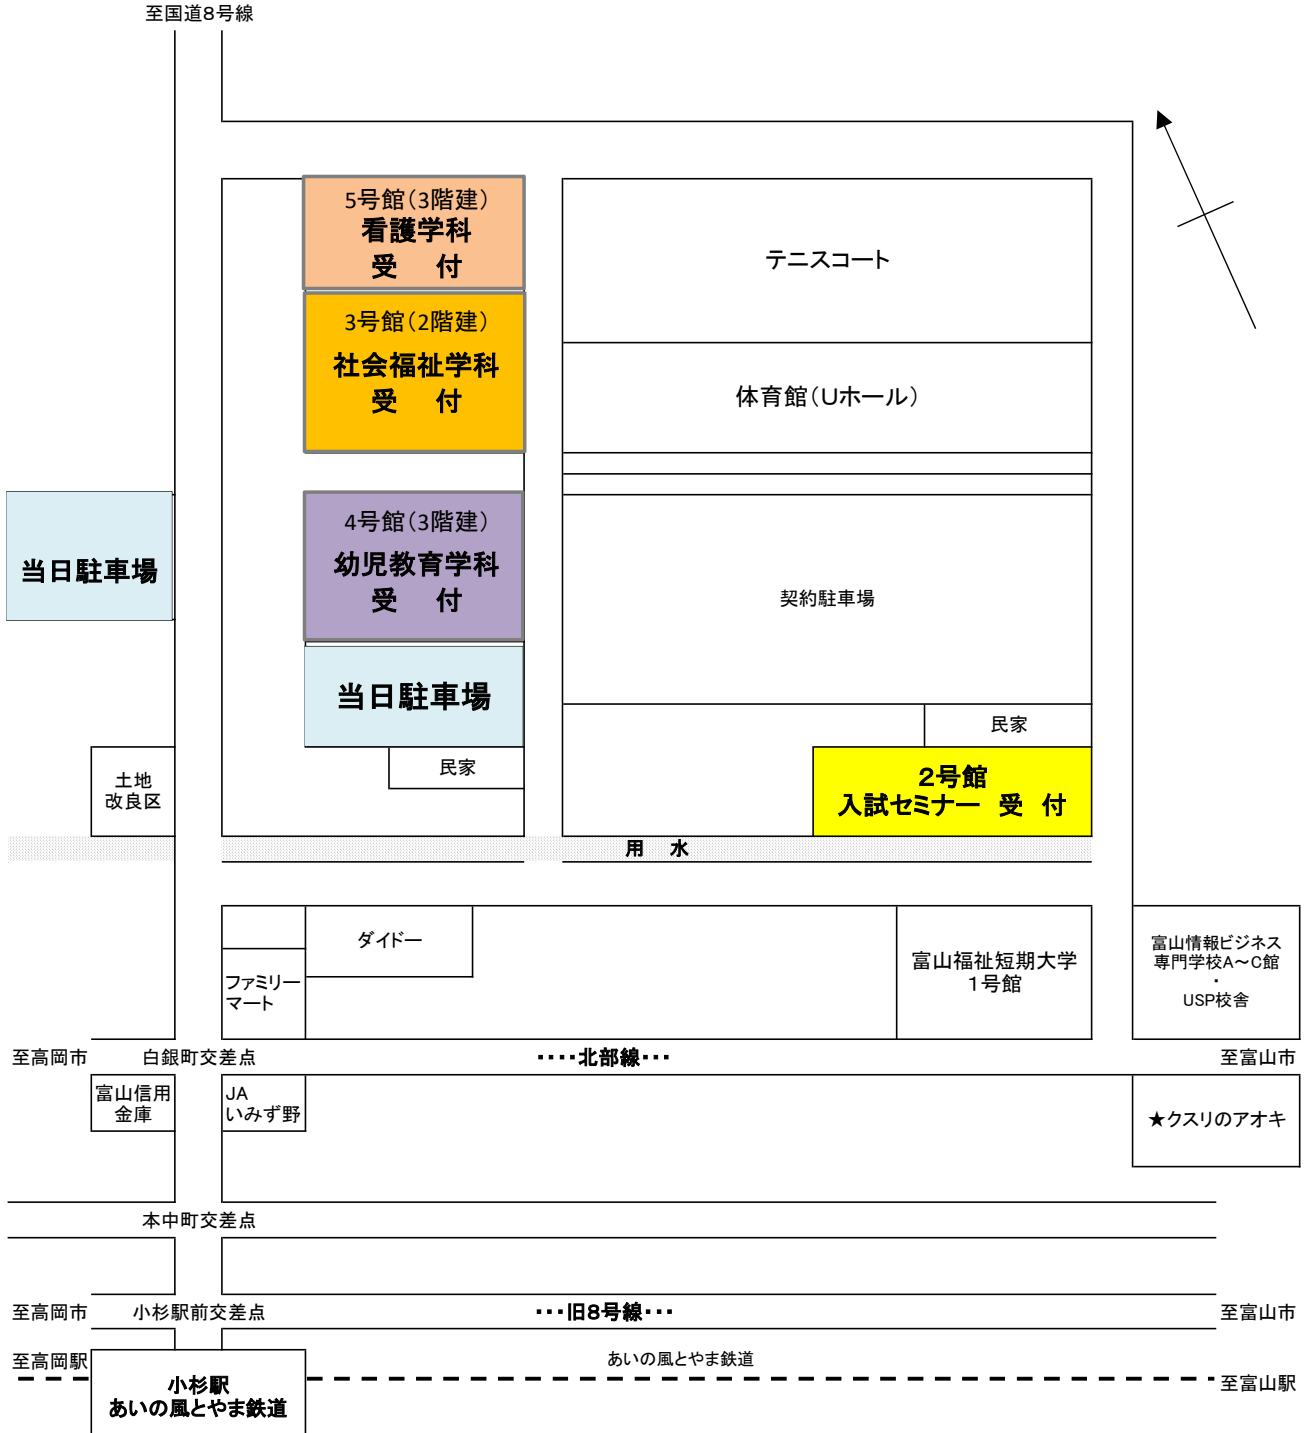 至国道8号線
5号館（3階建）
看護学科
受　付
テニスコート
3号館（2階建）
社会福祉学科
受　付
体育館（Uホール）
当日駐車場
4号館（3階建）
幼児教育学科
受　付
契約駐車場
当日駐車場
民家
民家
土地
改良区
2号館
入試セミナー 受 付
用 水
ダイドー
ファミリー
マート
富山福祉短期大学
1号館
富山情報ビジネス
専門学校A～C館
・
USP校舎
至高岡市
白銀町交差点
････北部線･･･
至富山市
富山信用
金庫
JA
いみず野
★クスリのアオキ
本中町交差点
至高岡市
小杉駅前交差点
･･･旧8号線･･･
至富山市
至高岡駅
あいの風とやま鉄道
至富山駅
小杉駅
あいの風とやま鉄道